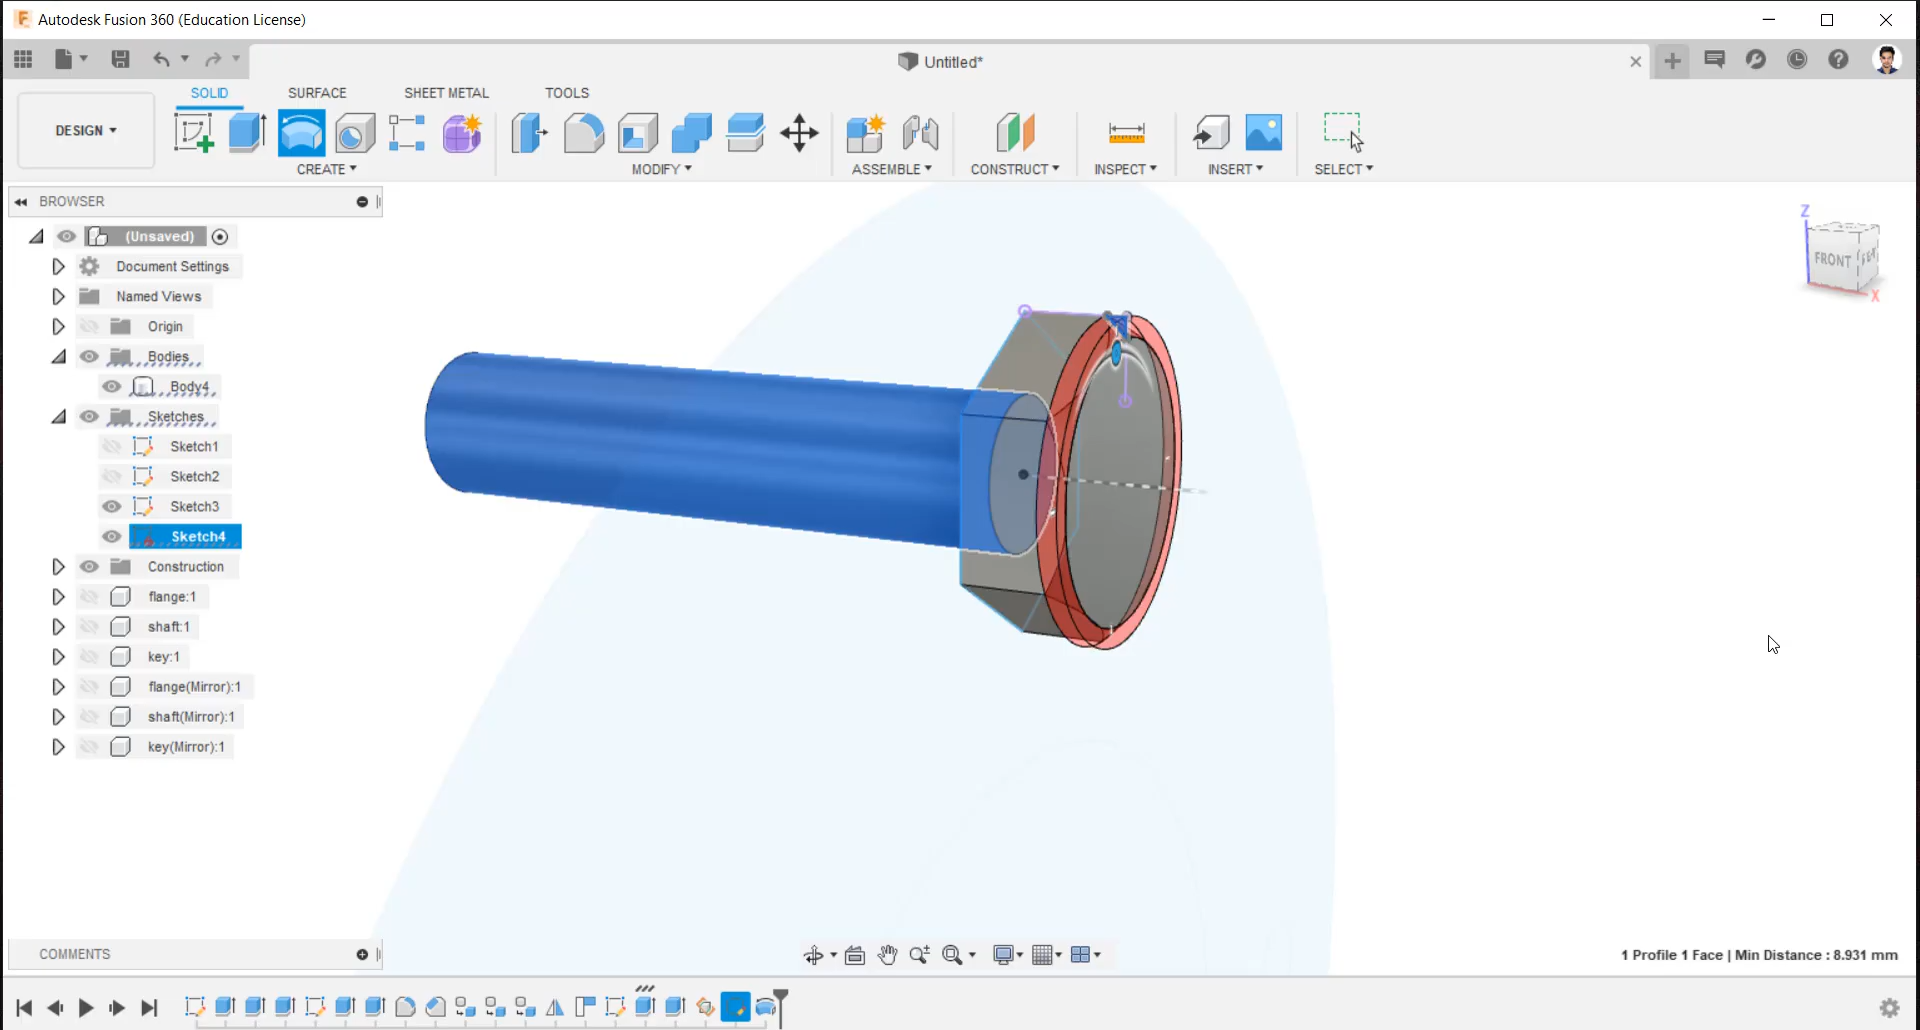 Autodesk Fusion 360 (Education License)
Untitled*
DESIGN
SOLID
SURFACE
SHEET METAL
TOOLS
CREATE
MODIFY
ASSEMBLE
CONSTRUCT
INSPECT
INSERT
SELECT
BROWSER
(Unsaved)
Document Settings
Named Views
Origin
Bodies
Body4
Sketches
Sketch1
Sketch2
Sketch3
Sketch4
Construction
flange:1
shaft:1
key:1
flange(Mirror):1
shaft(Mirror):1
key(Mirror):1
Z
FRONT
X
COMMENTS
1 Profile 1 Face | Min Distance : 8.931 mm